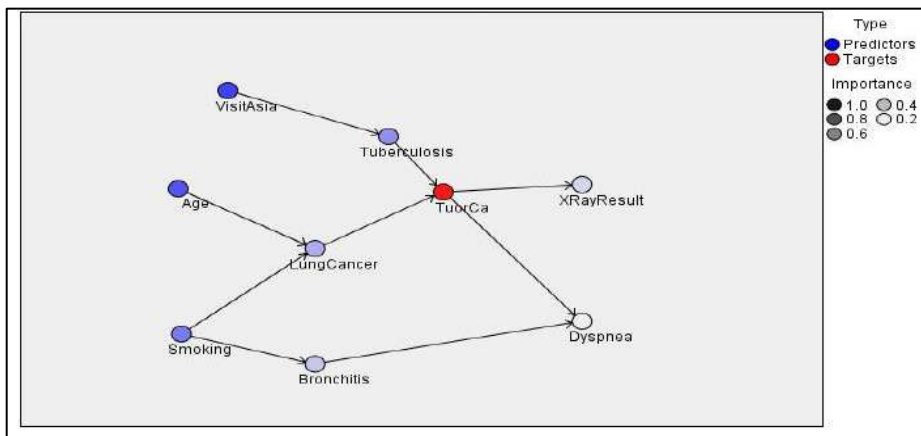 Type
Predictors
Targets
Importance
1.0 0.4
0.8 0.2
0.6
VisitAsia
Tuberculosis
Age
TuorCa
XRayResult
LungCancer
Smoking
Dyspnea
Bronchitis